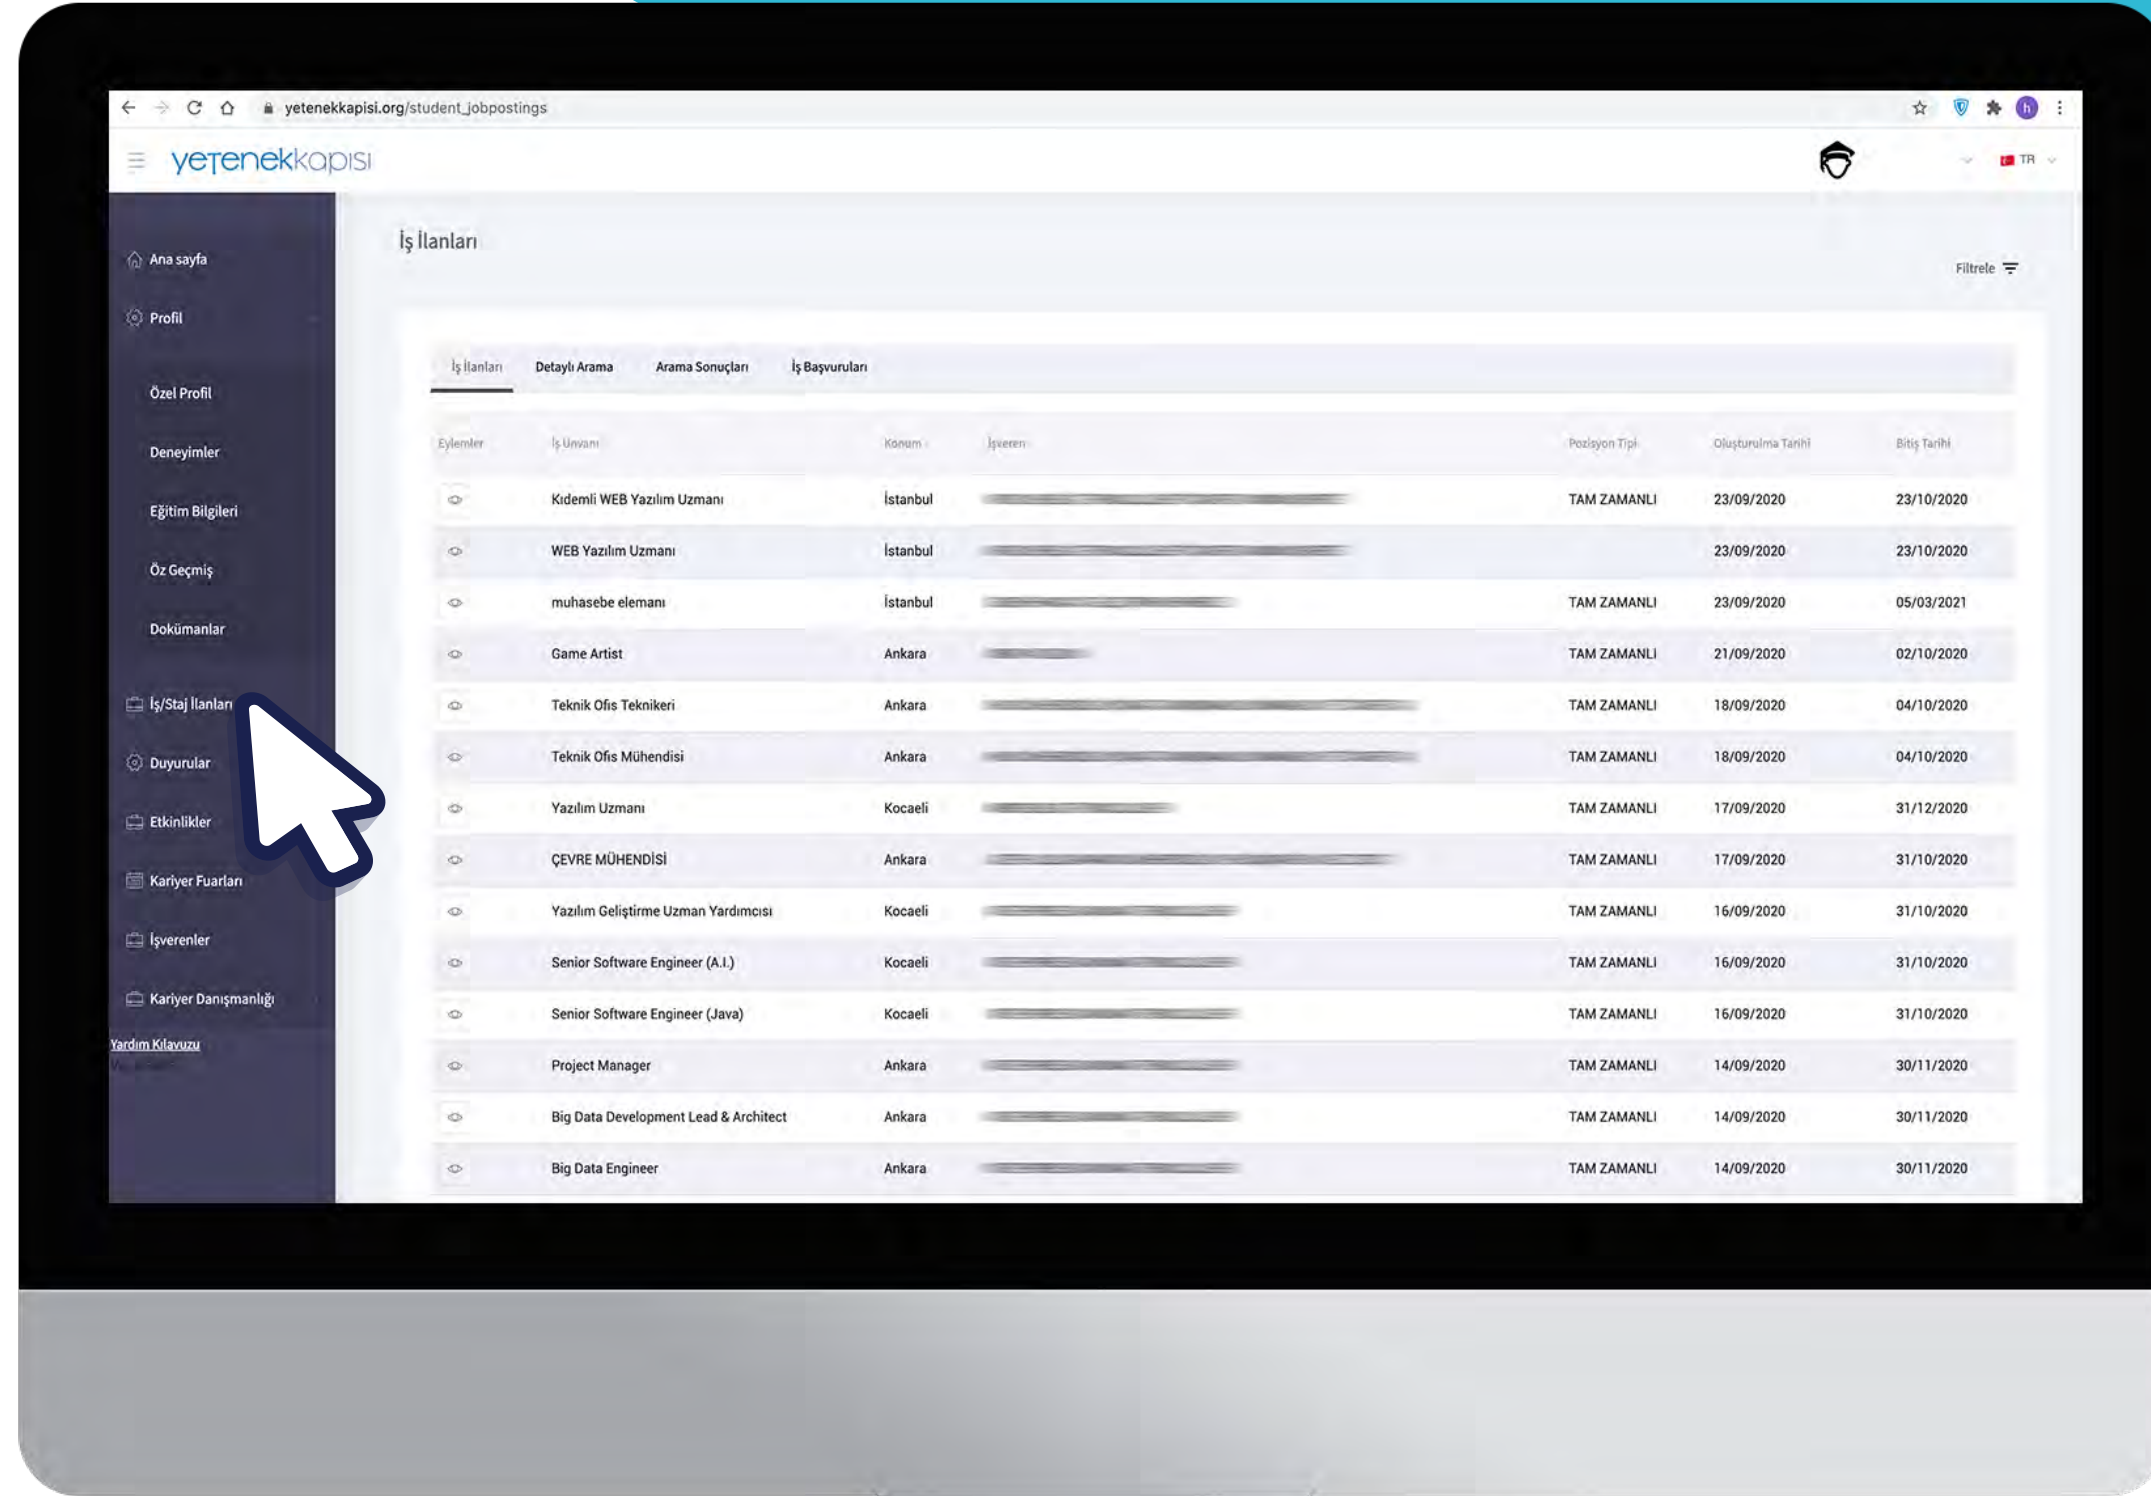 yetenekkapisi.org/student_jobpostings
h
yetenekkapısı
TR
Ana sayfa
Profil
Özel Profil
Deneyimler
Eğitim Bilgileri
Öz Geçmiş
Dokümanlar
İş/Staj İlanları
Duyurular
Etkinlikler
Kariyer Fuarları
İşverenler
Kariyer Danışmanlığı
Yardım Kılavuzu
İş İlanları
Filtrele
İş İlanları Detaylı Arama Arama Sonuçları İş Başvuruları
Eylemler İş Unvanı Konum İşveren Pozisyon Tipi Oluşturulma Tarihi Bitiş Tarihi
Kıdemli WEB Yazılım Uzmanı İstanbul TAM ZAMANLI 23/09/2020 23/10/2020
WEB Yazılım Uzmanı İstanbul 23/09/2020 23/10/2020
muhasebe elemanı İstanbul TAM ZAMANLI 23/09/2020 05/03/2021
Game Artist Ankara TAM ZAMANLI 21/09/2020 02/10/2020
Teknik Ofis Teknikeri Ankara TAM ZAMANLI 18/09/2020 04/10/2020
Teknik Ofis Mühendisi Ankara TAM ZAMANLI 18/09/2020 04/10/2020
Yazılım Uzmanı Kocaeli TAM ZAMANLI 17/09/2020 31/12/2020
ÇEVRE MÜHENDİSİ Ankara TAM ZAMANLI 17/09/2020 31/10/2020
Yazılım Geliştirme Uzman Yardımcısı Kocaeli TAM ZAMANLI 16/09/2020 31/10/2020
Senior Software Engineer (A.I.) Kocaeli TAM ZAMANLI 16/09/2020 31/10/2020
Senior Software Engineer (Java) Kocaeli TAM ZAMANLI 16/09/2020 31/10/2020
Project Manager Ankara TAM ZAMANLI 14/09/2020 30/11/2020
Big Data Development Lead & Architect Ankara TAM ZAMANLI 14/09/2020 30/11/2020
Big Data Engineer Ankara TAM ZAMANLI 14/09/2020 30/11/2020